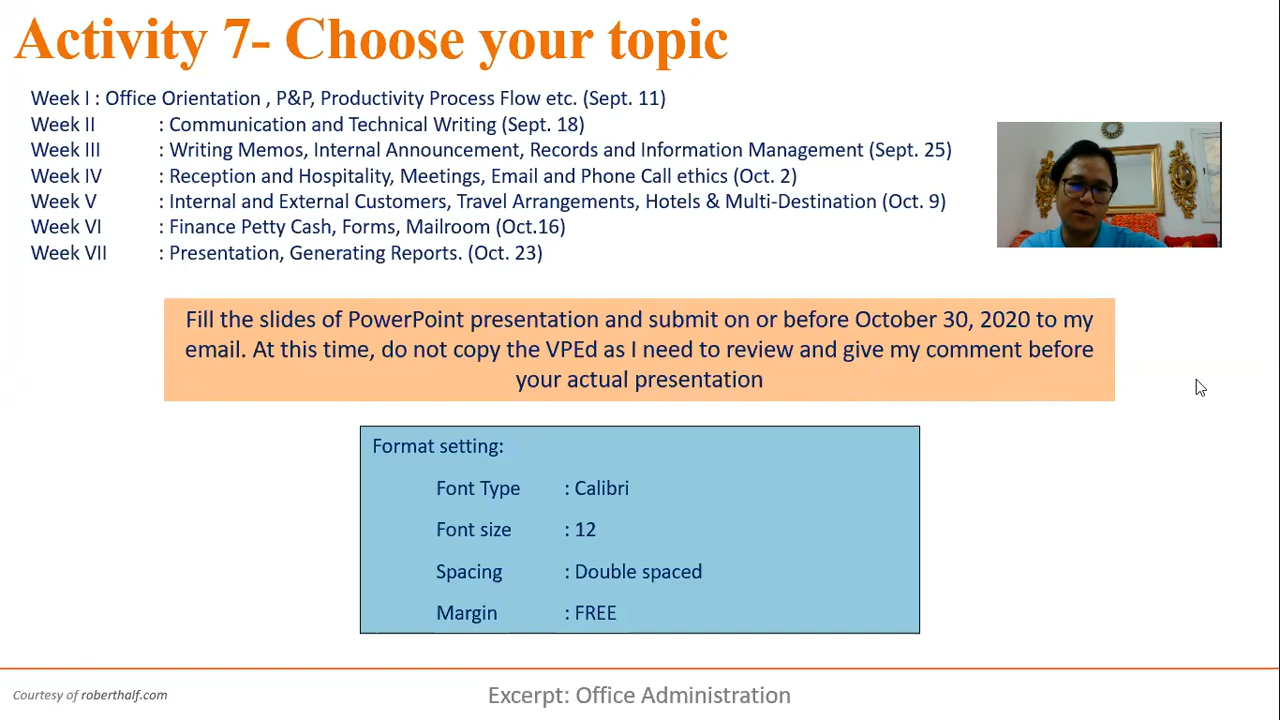 Activity 7- Choose your topic
Week I : Office Orientation , P&P, Productivity Process Flow etc. (Sept. 11)
Week II : Communication and Technical Writing (Sept. 18)
Week III : Writing Memos, Internal Announcement, Records and Information Management (Sept. 25)
Week IV : Reception and Hospitality, Meetings, Email and Phone Call ethics (Oct. 2)
Week V : Internal and External Customers, Travel Arrangements, Hotels & Multi-Destination (Oct. 9)
Week VI : Finance Petty Cash, Forms, Mailroom (Oct.16)
Week VII : Presentation, Generating Reports. (Oct. 23)
Fill the slides of PowerPoint presentation and submit on or before October 30, 2020 to my
email. At this time, do not copy the VPEd as I need to review and give my comment before
your actual presentation
Format setting:
Font Type : Calibri
Font size : 12
Spacing : Double spaced
Margin : FREE
Courtesy of roberthalf.com
Excerpt: Office Administration